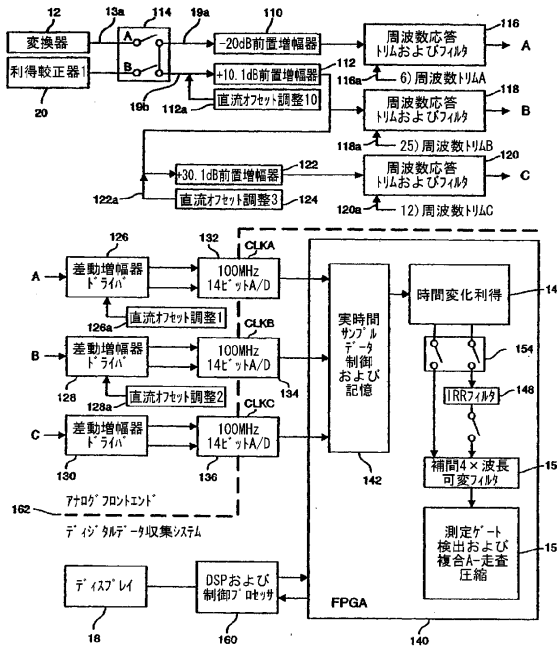 12
13a
114
19a
110
116
変換器
A
-20dB前置増幅器
周波数応答
トリムおよびフィルタ
A
利得較正器1
B
+10.1dB前置増幅器
112
116a
6) 周波数トリムA
20
19b
112a
直流オフセット調整10
118
周波数応答
トリムおよびフィルタ
B
118a
25) 周波数トリムB
122
120
+30.1dB前置増幅器
周波数応答
トリムおよびフィルタ
C
122a
直流オフセット調整3
124
120a
12) 周波数トリムC
126
132
CLKA
A
差動増幅器
ドライバ
100MHz
14ビットA/D
126a
直流オフセット調整1
CLKB
B
差動増幅器
ドライバ
100MHz
14ビットA/D
128
128a
直流オフセット調整2
134
CLKC
C
差動増幅器
ドライバ
100MHz
14ビットA/D
130
136
実時間
サンプル
データ
制御
および
記憶
142
時間変化利得
14
154
IRRフィルタ
148
補間4×波長
可変フィルタ
15
測定ゲート
検出および
複合A-走査
圧縮
15
アナログフロントエンド
162
ディジタルデータ収集システム
ディスプレイ
18
DSPおよび
制御プロセッサ
160
FPGA
140